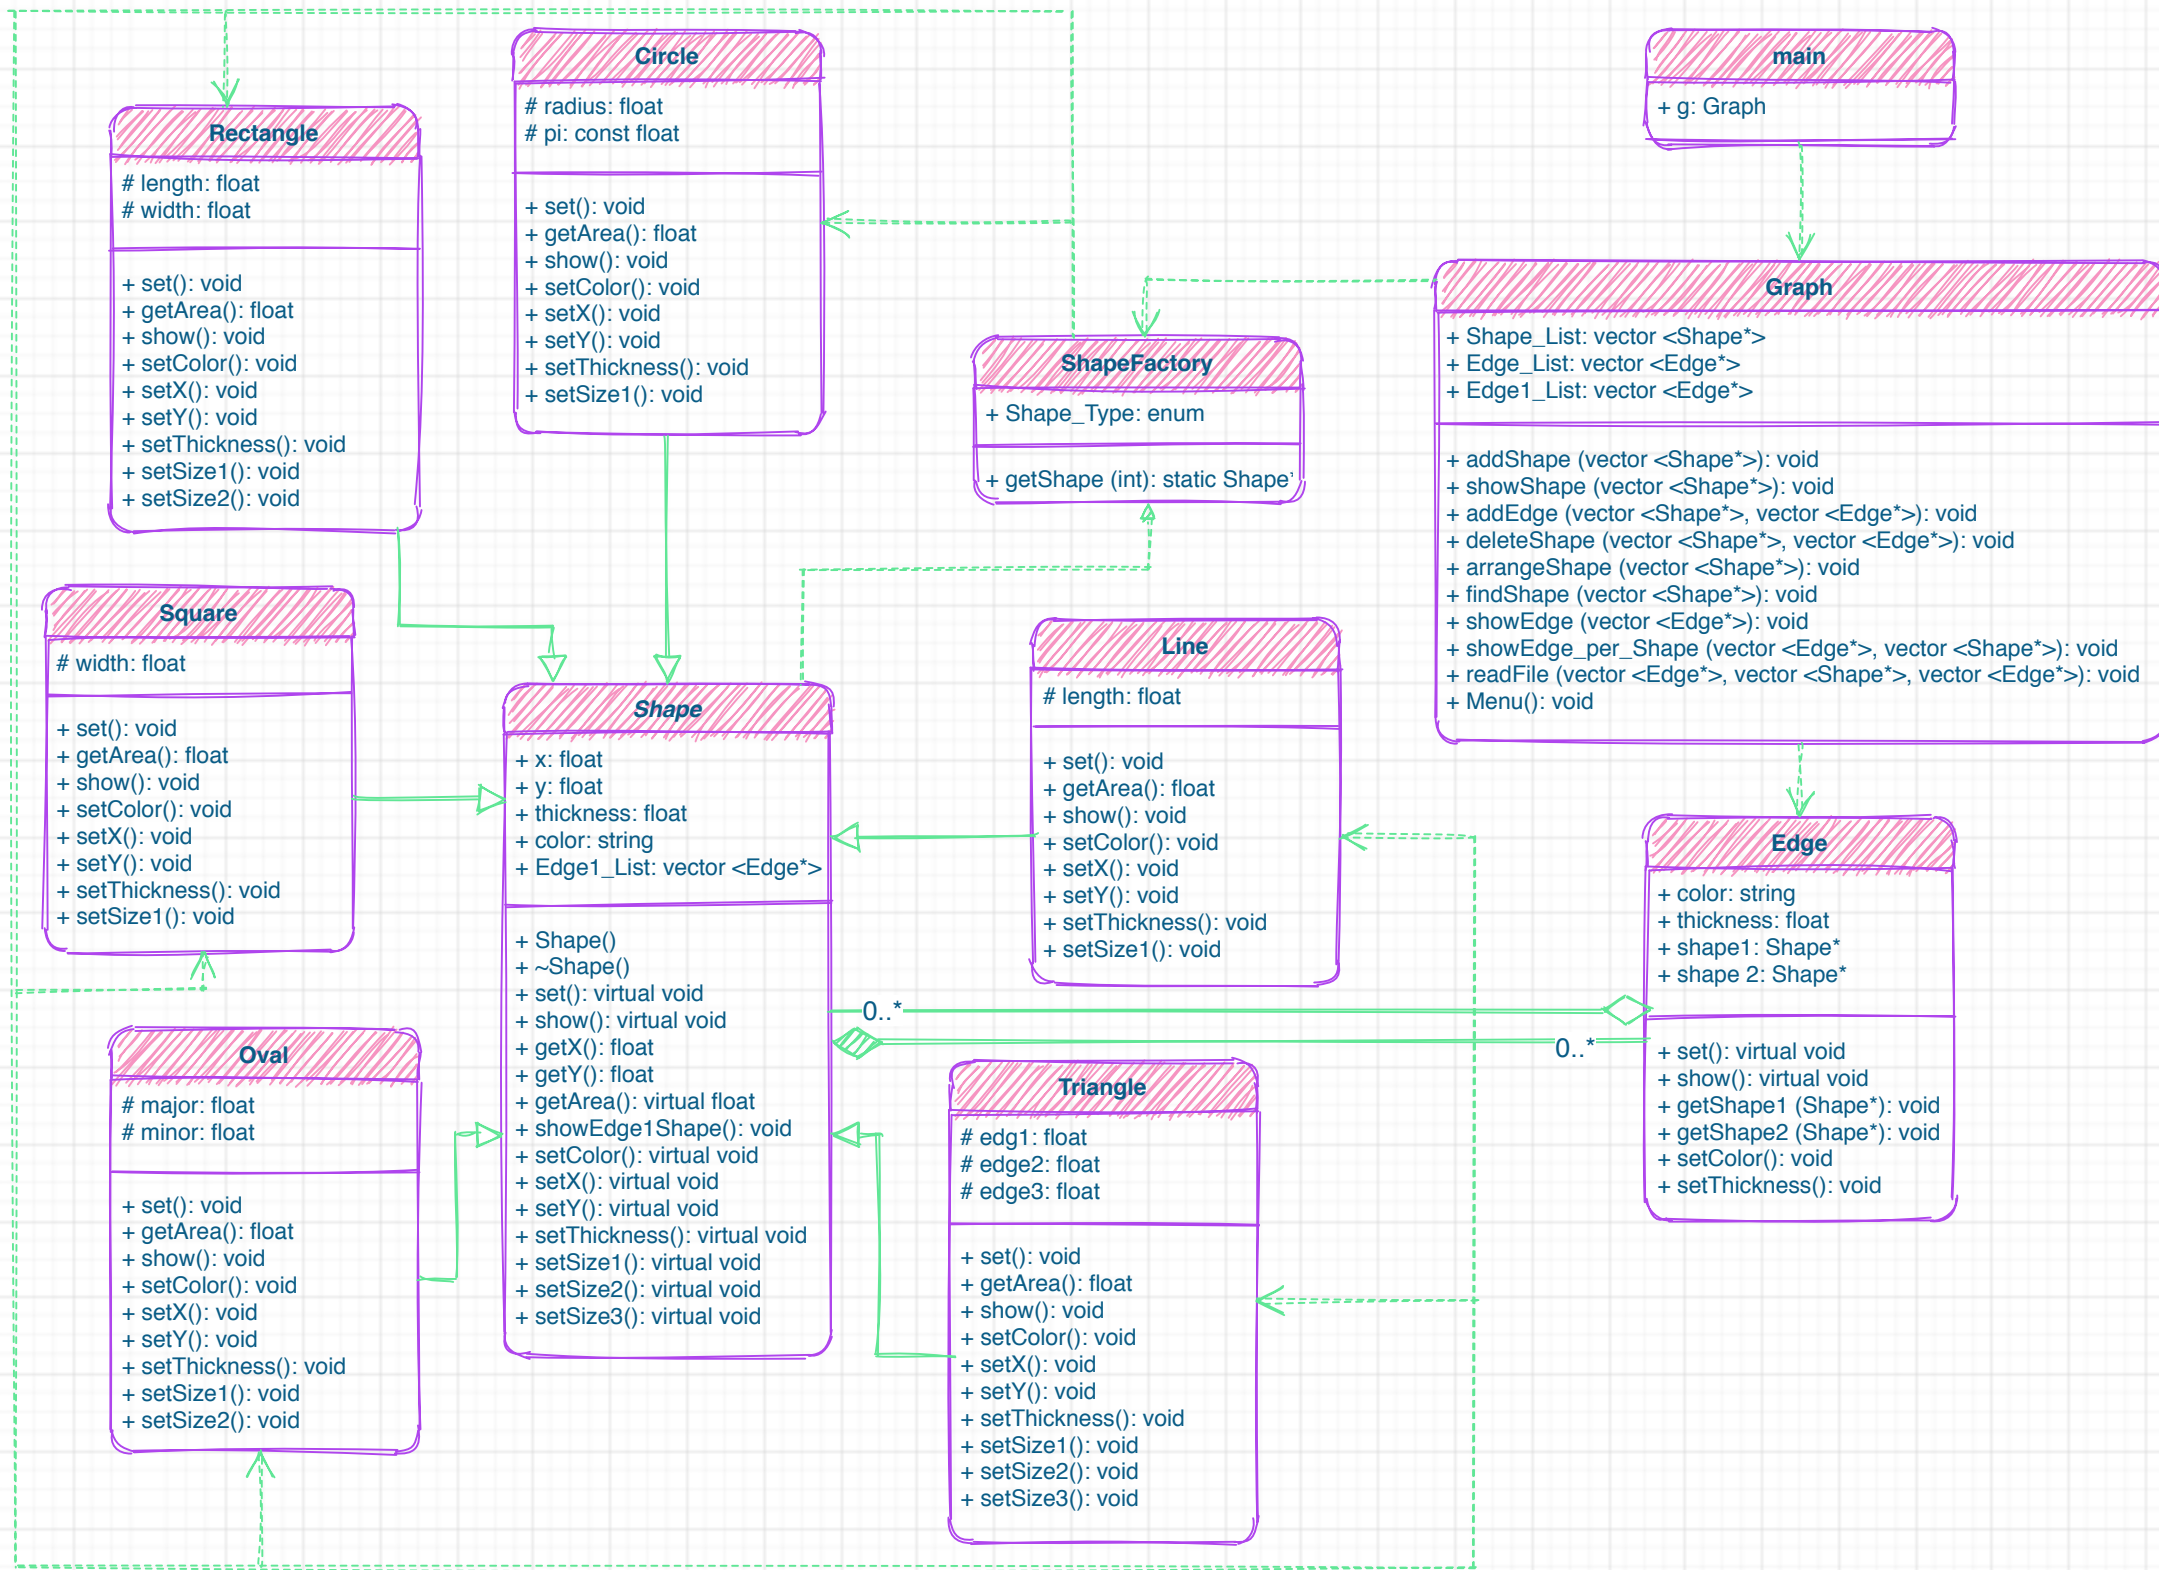 Circle
# radius: float
# pi: const float
+ set(): void
+ getArea(): float
+ show(): void
+ setColor(): void
+ setX(): void
+ setY(): void
+ setThickness(): void
+ setSize1(): void
main
+ g: Graph
Rectangle
# length: float
# width: float
+ set(): void
+ getArea(): float
+ show(): void
+ setColor(): void
+ setX(): void
+ setY(): void
+ setThickness(): void
+ setSize1(): void
+ setSize2(): void
Graph
+ Shape_List: vector <Shape*>
+ Edge_List: vector <Edge*>
+ Edge1_List: vector <Edge*>
+ addShape (vector <Shape*>): void
+ showShape (vector <Shape*>): void
+ addEdge (vector <Shape*>, vector <Edge*>): void
+ deleteShape (vector <Shape*>, vector <Edge*>): void
+ arrangeShape (vector <Shape*>): void
+ findShape (vector <Shape*>): void
+ showEdge (vector <Edge*>): void
+ showEdge_per_Shape (vector <Edge*>, vector <Shape*>): void
+ readFile (vector <Edge*>, vector <Shape*>, vector <Edge*>): void
+ Menu(): void
ShapeFactory
+ Shape_Type: enum
+ getShape (int): static Shape*
Square
# width: float
+ set(): void
+ getArea(): float
+ show(): void
+ setColor(): void
+ setX(): void
+ setY(): void
+ setThickness(): void
+ setSize1(): void
Shape
+ x: float
+ y: float
+ thickness: float
+ color: string
+ Edge1_List: vector <Edge*>
+ Shape()
+ ~Shape()
+ set(): virtual void
+ show(): virtual void
+ getX(): float
+ getY(): float
+ getArea(): virtual float
+ showEdge1Shape(): void
+ setColor(): virtual void
+ setX(): virtual void
+ setY(): virtual void
+ setThickness(): virtual void
+ setSize1(): virtual void
+ setSize2(): virtual void
+ setSize3(): virtual void
Line
# length: float
+ set(): void
+ getArea(): float
+ show(): void
+ setColor(): void
+ setX(): void
+ setY(): void
+ setThickness(): void
+ setSize1(): void
Edge
+ color: string
+ thickness: float
+ shape1: Shape*
+ shape 2: Shape*
+ set(): virtual void
+ show(): virtual void
+ getShape1 (Shape*): void
+ getShape2 (Shape*): void
+ setColor(): void
+ setThickness(): void
0..*
0..*
Oval
# major: float
# minor: float
+ set(): void
+ getArea(): float
+ show(): void
+ setColor(): void
+ setX(): void
+ setY(): void
+ setThickness(): void
+ setSize1(): void
+ setSize2(): void
Triangle
# edg1: float
# edge2: float
# edge3: float
+ set(): void
+ getArea(): float
+ show(): void
+ setColor(): void
+ setX(): void
+ setY(): void
+ setThickness(): void
+ setSize1(): void
+ setSize2(): void
+ setSize3(): void